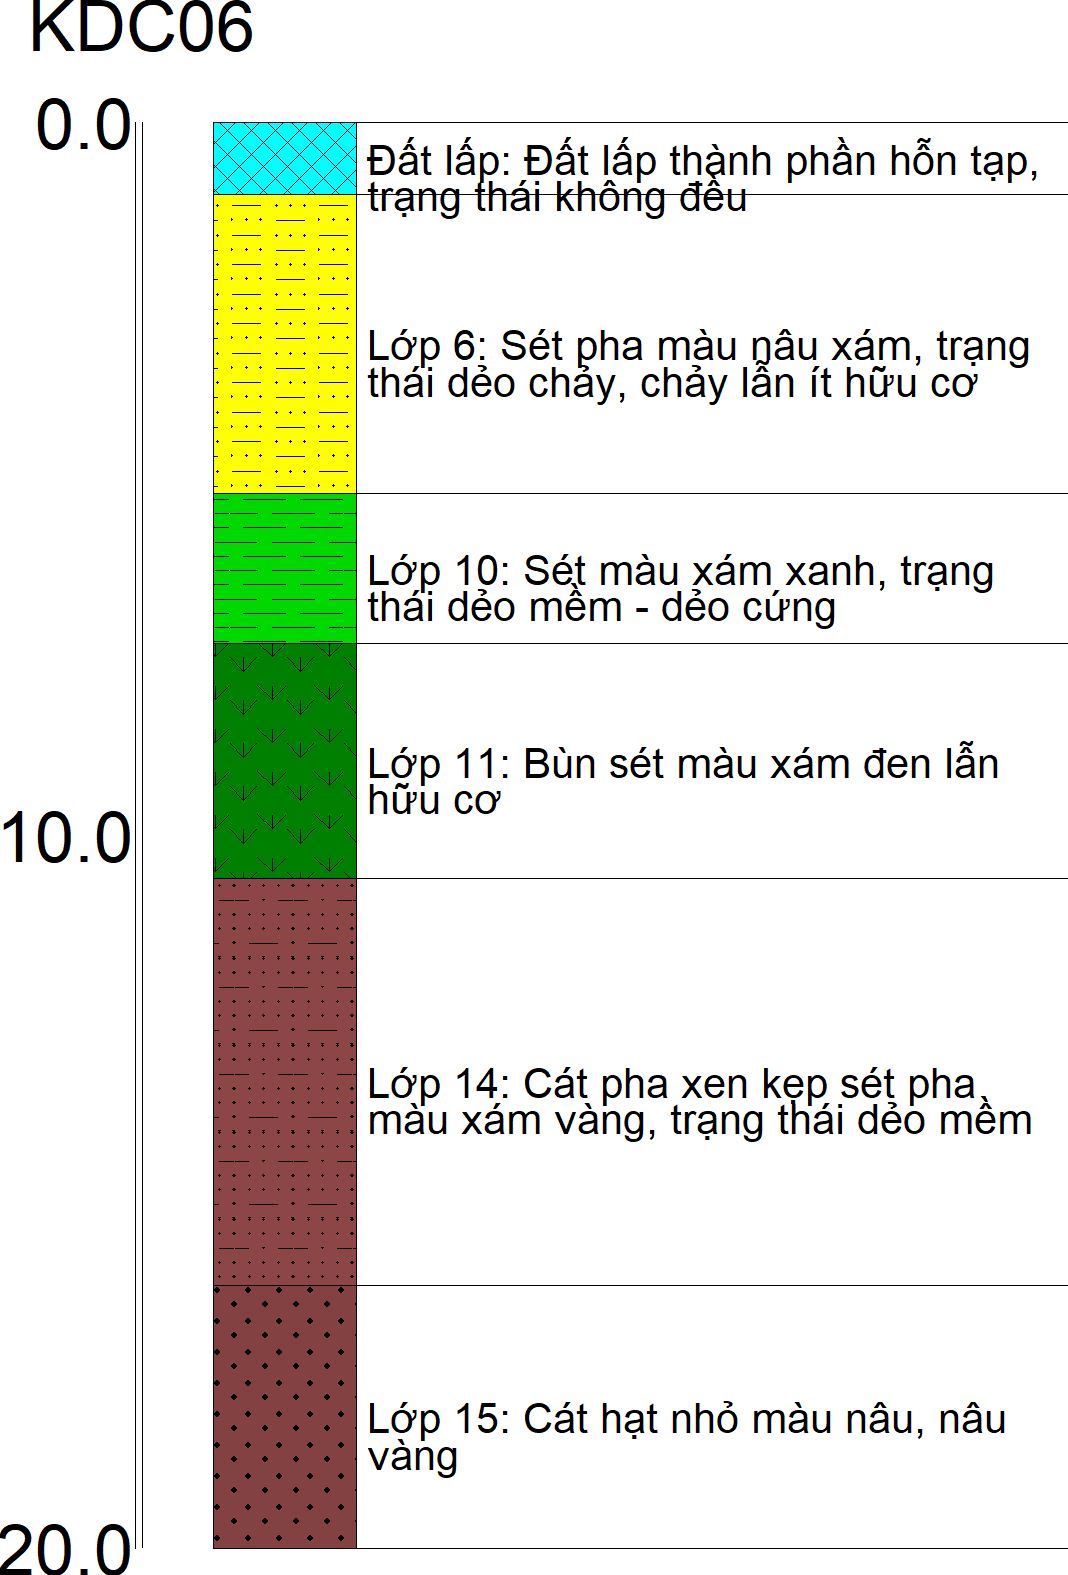 KDC06
0.0
Đất lấp: Đất lấp thành phần hỗn tạp,
trạng thái không đều
Lớp 6: Sét pha màu nâu xám, trạng
thái dẻo chảy, chảy lẫn ít hữu cơ
Lớp 10: Sét màu xám xanh, trạng
thái dẻo mềm - dẻo cứng
Lớp 11: Bùn sét màu xám đen lẫn
hữu cơ
10.0
Lớp 14: Cát pha xen kẹp sét pha
màu xám vàng, trạng thái dẻo mềm
Lớp 15: Cát hạt nhỏ màu nâu, nâu
vàng
20.0